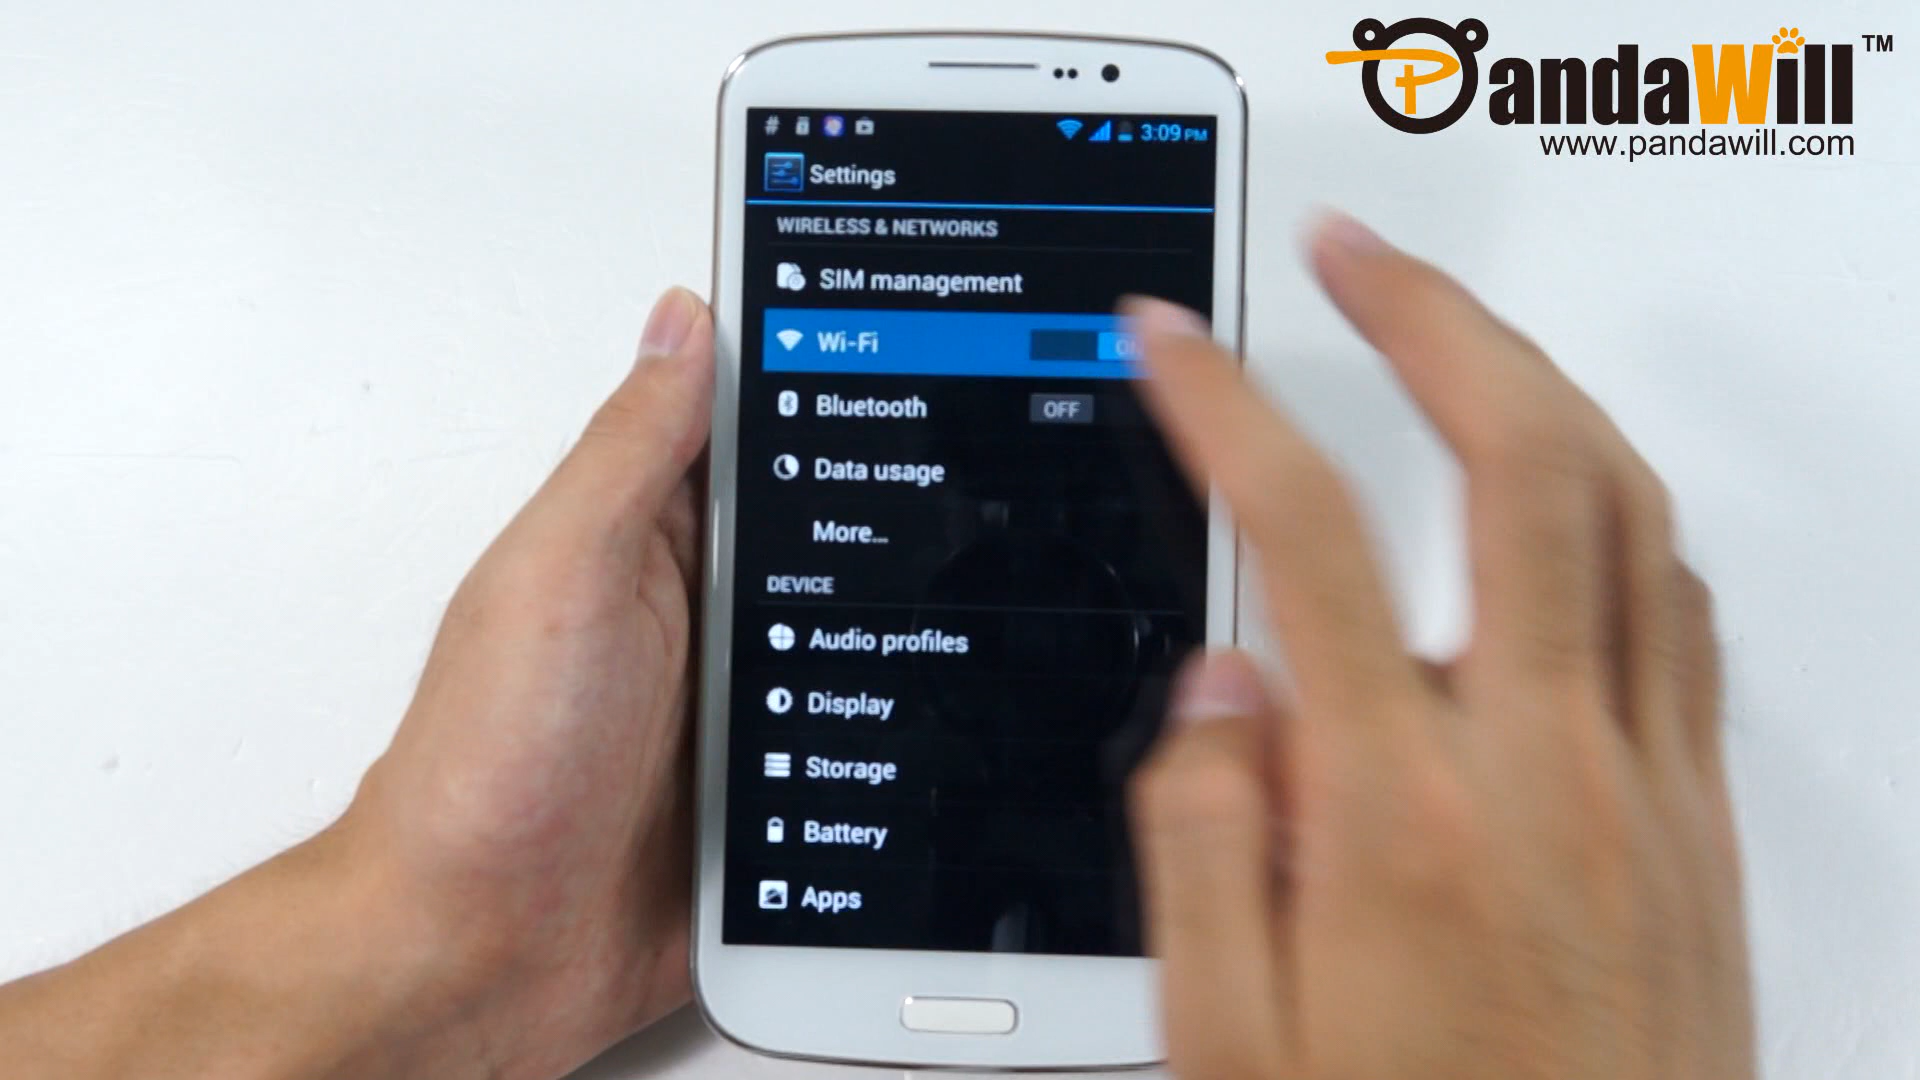 PandaWill™
www.pandawill.com
# 3:09 PM
Settings
WIRELESS & NETWORKS
SIM management
Wi-Fi ON
Bluetooth OFF
Data usage
More...
DEVICE
Audio profiles
Display
Storage
Battery
Apps